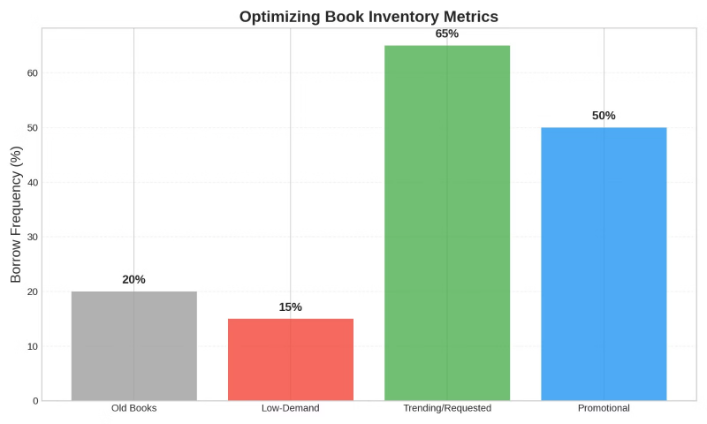 Optimizing Book Inventory Metrics
65%
60
50%
50
40
Borrow Frequency (%)
30
20%
20
15%
10
0
Old Books
Low-Demand
Trending/Requested
Promotional